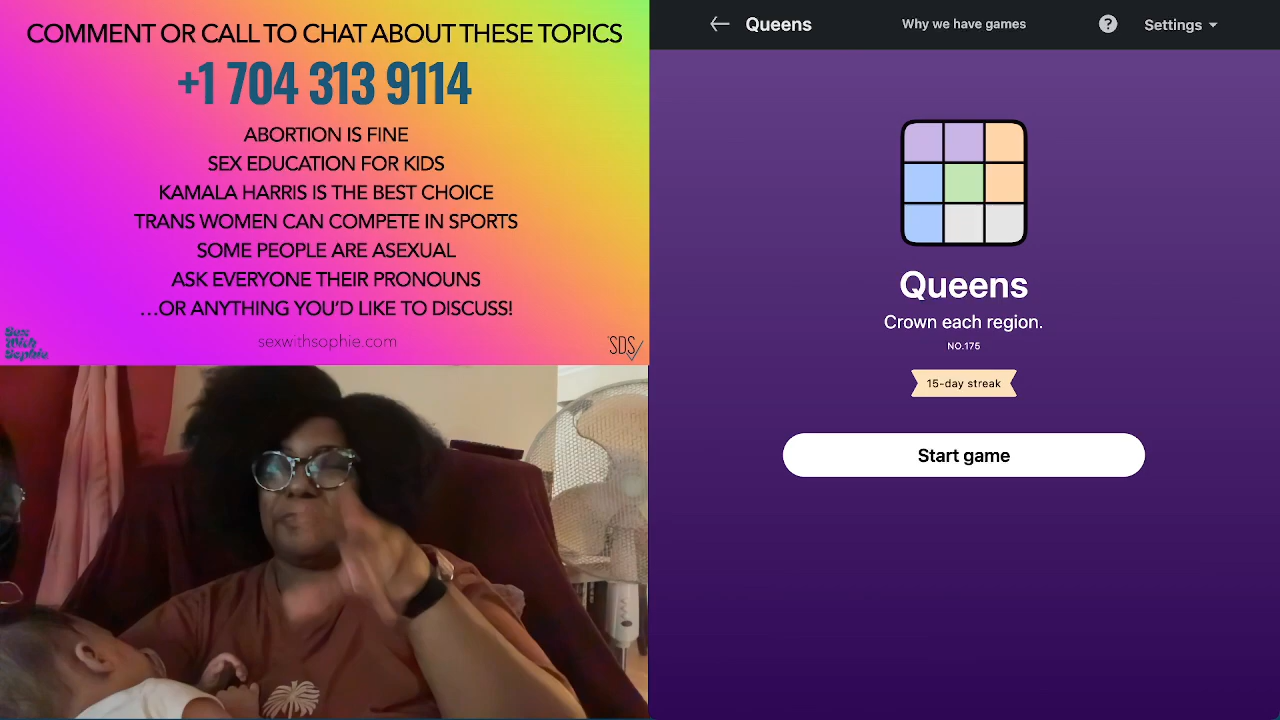 COMMENT OR CALL TO CHAT ABOUT THESE TOPICS
+1 704 313 9114
ABORTION IS FINE
SEX EDUCATION FOR KIDS
KAMALA HARRIS IS THE BEST CHOICE
TRANS WOMEN CAN COMPETE IN SPORTS
SOME PEOPLE ARE ASEXUAL
ASK EVERYONE THEIR PRONOUNS
...OR ANYTHING YOU'D LIKE TO DISCUSS!
sexwithsophie.com
Sex
With
Sophie
SDS
Queens
Why we have games
?
Settings
Queens
Crown each region.
NO.175
15-day streak
Start game